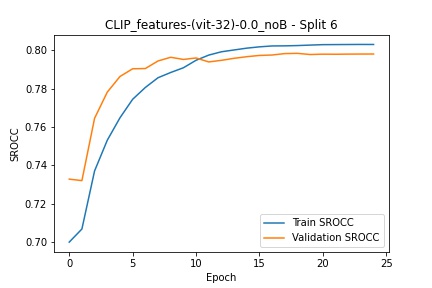 CLIP_features-(vit-32)-0.0_noB - Split 6
0.80
0.78
0.76
0.74
0.72
0.70
SROCC
Train SROCC
Validation SROCC
0 5 10 15 20 25
Epoch